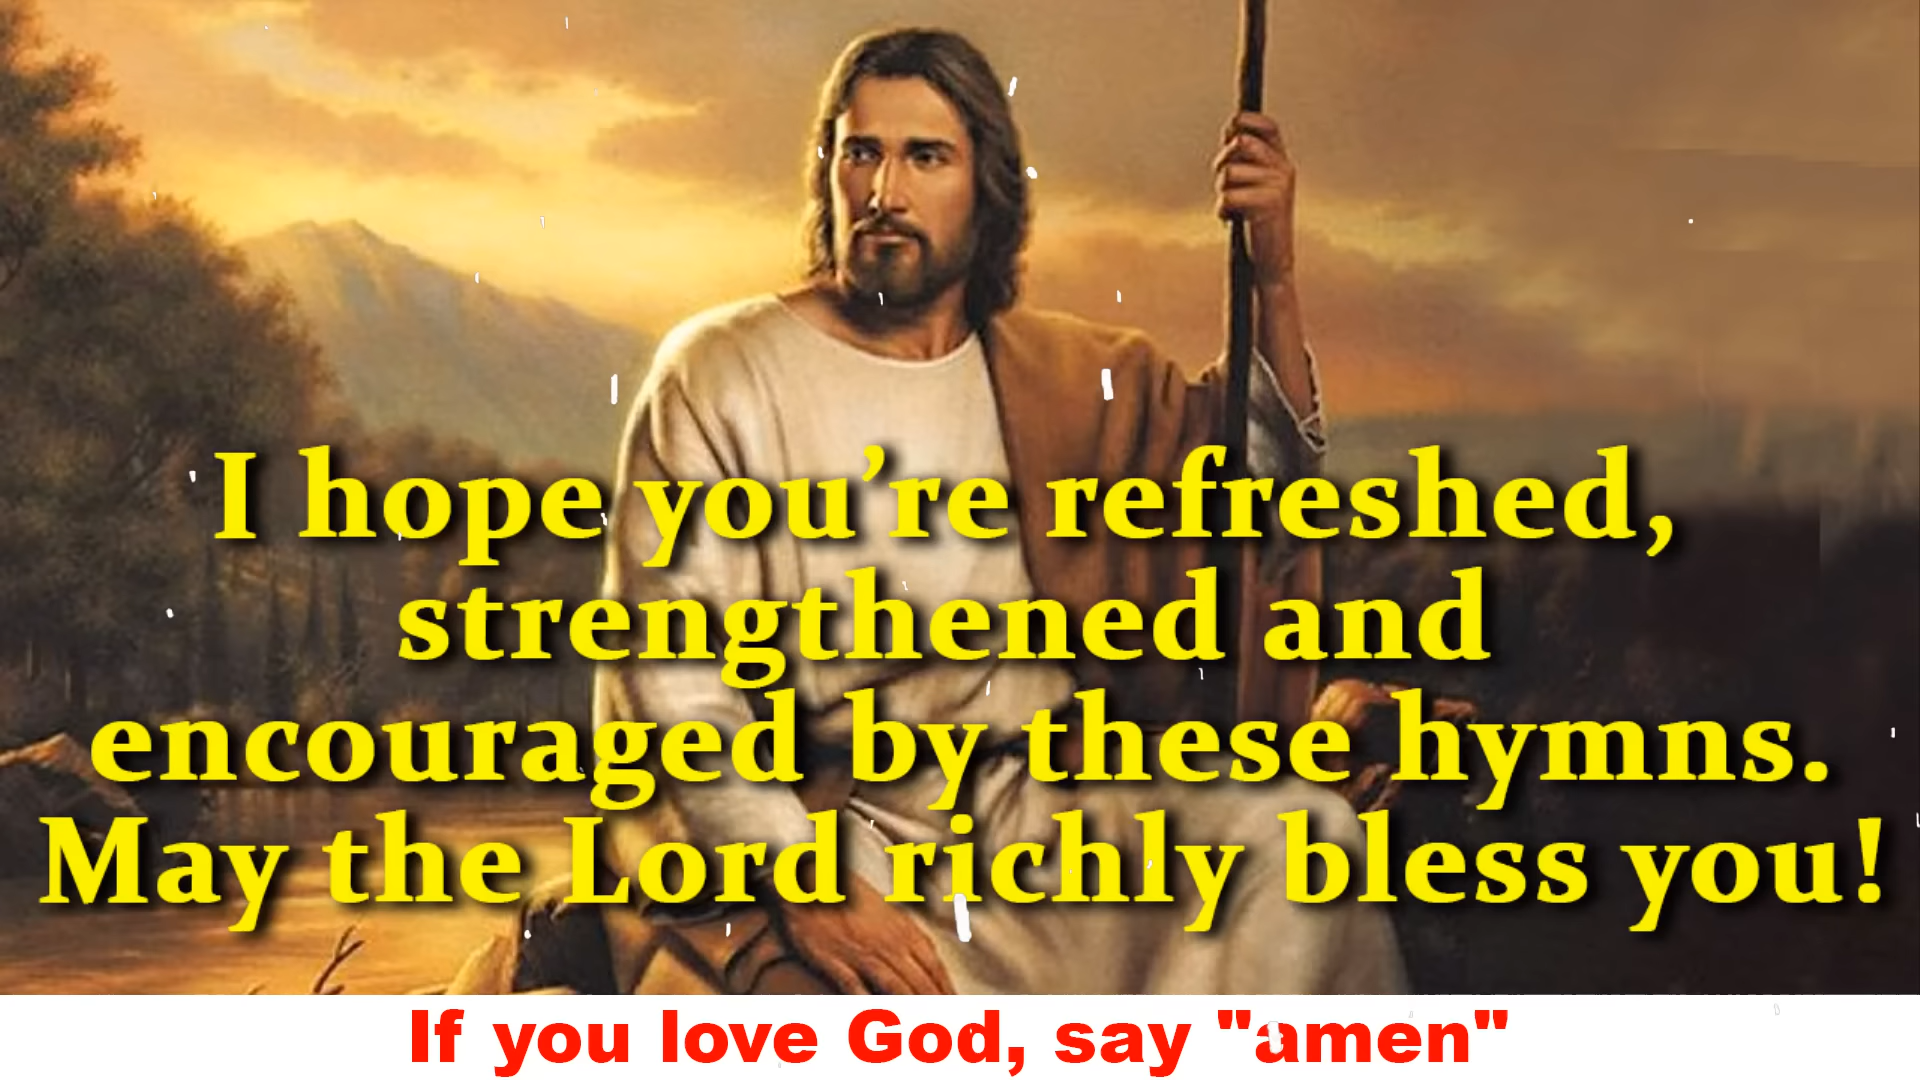 I hope you’re refreshed,
strengthened and
encouraged by these hymns.
May the Lord richly bless you!
If you love God, say "amen"